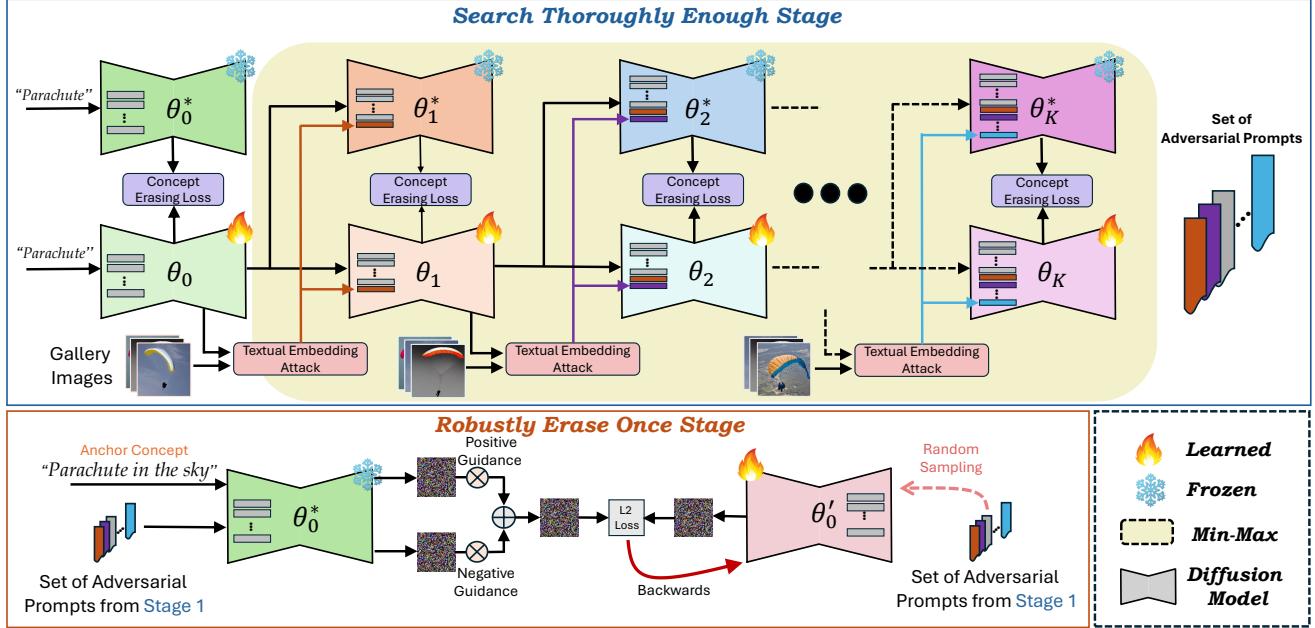 Search Thoroughly Enough Stage
"Parachute"
θ₀*
θ₁*
θ₂*
θ_K*
Set of
Adversarial Prompts
Concept
Erasing Loss
Concept
Erasing Loss
Concept
Erasing Loss
Concept
Erasing Loss
"Parachute"
θ₀
θ₁
θ₂
θ_K
Gallery
Images
Textual Embedding
Attack
Textual Embedding
Attack
Textual Embedding
Attack
Robustly Erase Once Stage
Anchor Concept
"Parachute in the sky"
θ₀*
Set of Adversarial
Prompts from Stage 1
Positive
Guidance
Negative
Guidance
L2
Loss
Backwards
θ₀′
Random
Sampling
Set of Adversarial
Prompts from Stage 1
Learned
Frozen
Min-Max
Diffusion
Model